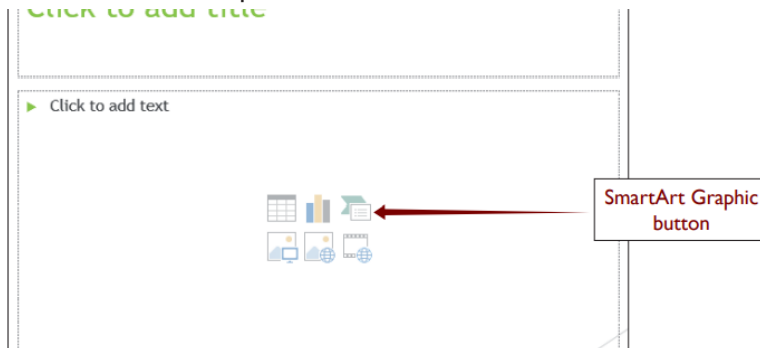 Click to add title
Click to add text
SmartArt Graphic
button